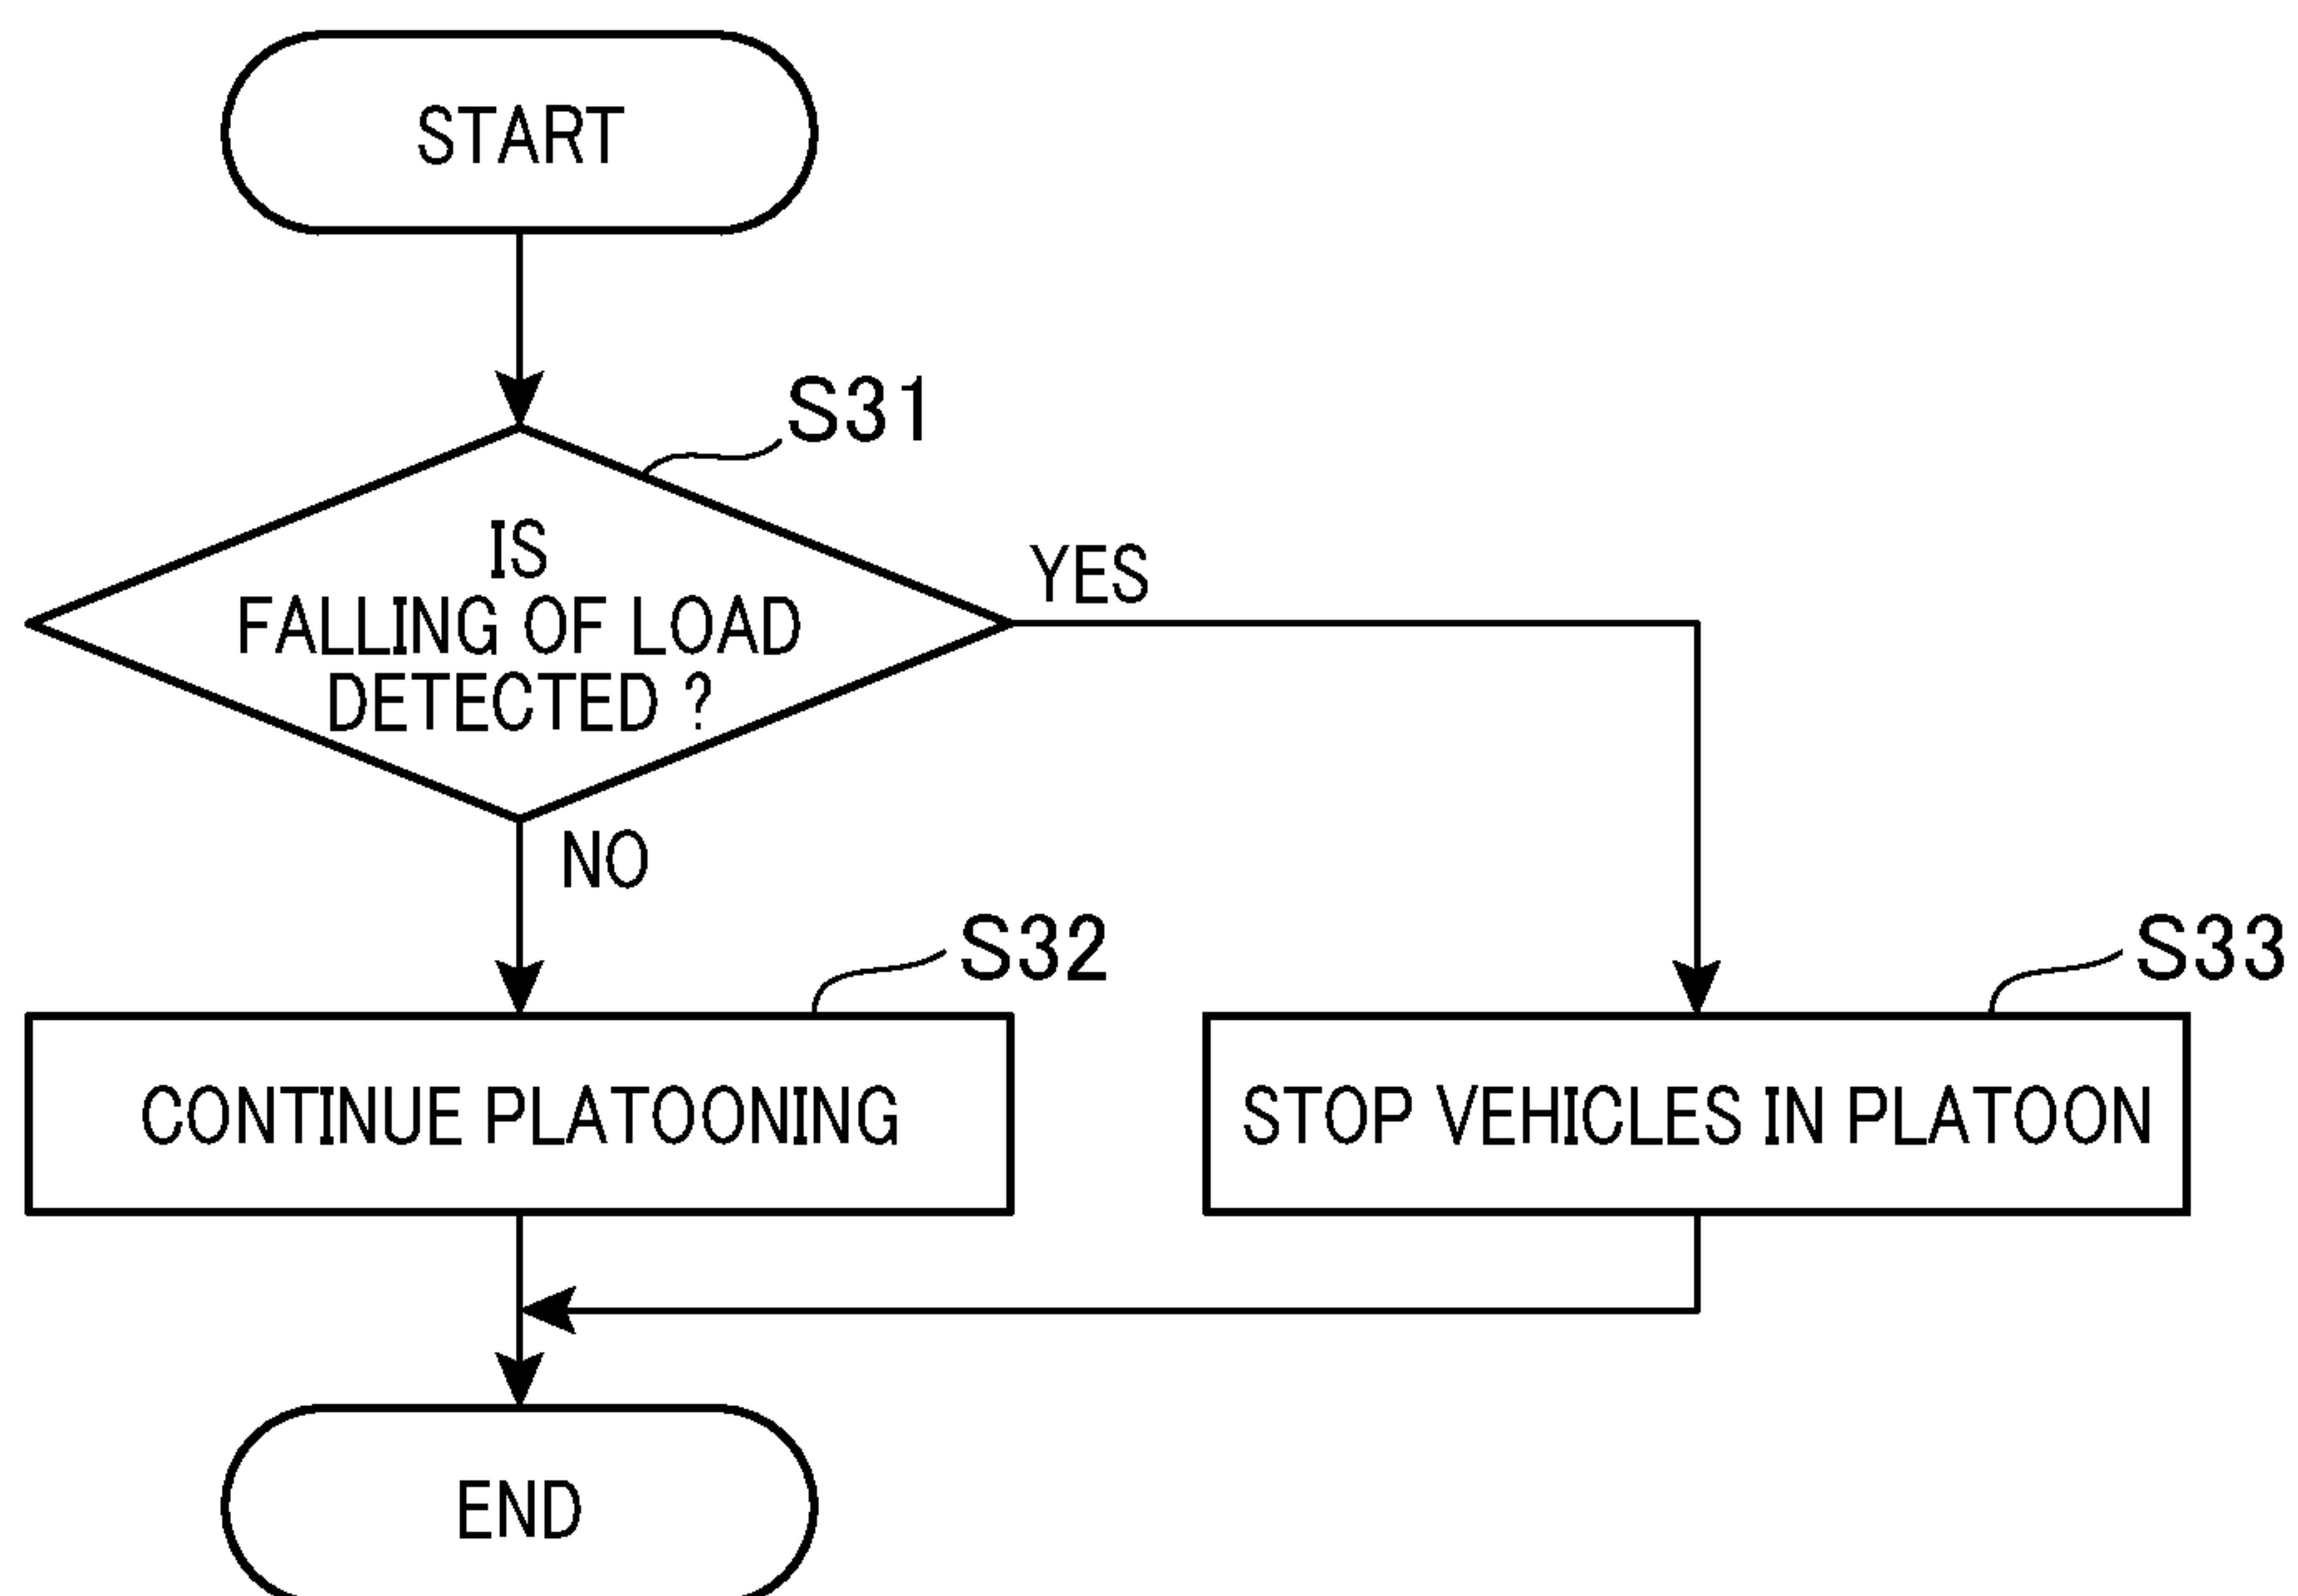 START
S31
IS
FALLING OF LOAD
DETECTED ?
YES
NO
S32
S33
CONTINUE PLATOONING
STOP VEHICLES IN PLATOON
END